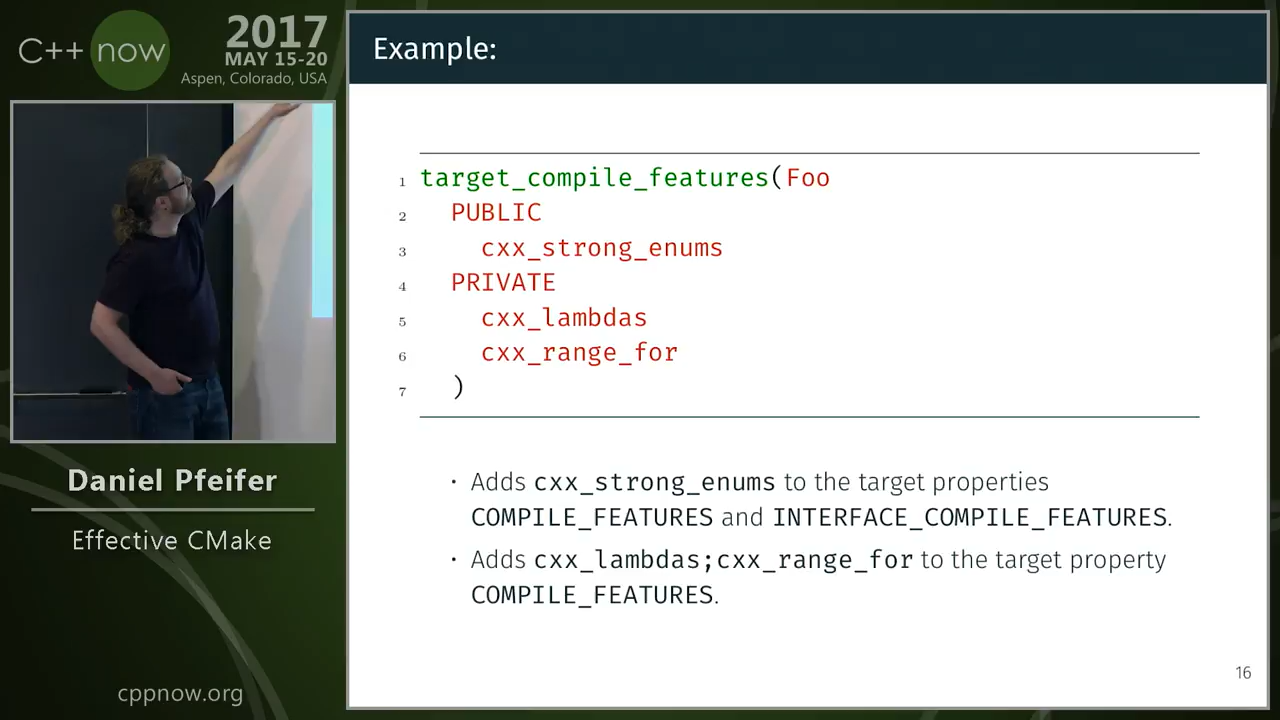 C++ now
2017
MAY 15-20
Aspen, Colorado, USA
Daniel Pfeifer
Effective CMake
cppnow.org
Example:
1 target_compile_features(Foo
2 PUBLIC
3 cxx_strong_enums
4 PRIVATE
5 cxx_lambdas
6 cxx_range_for
7 )
· Adds cxx_strong_enums to the target properties
COMPILE_FEATURES and INTERFACE_COMPILE_FEATURES.
· Adds cxx_lambdas;cxx_range_for to the target property
COMPILE_FEATURES.
16